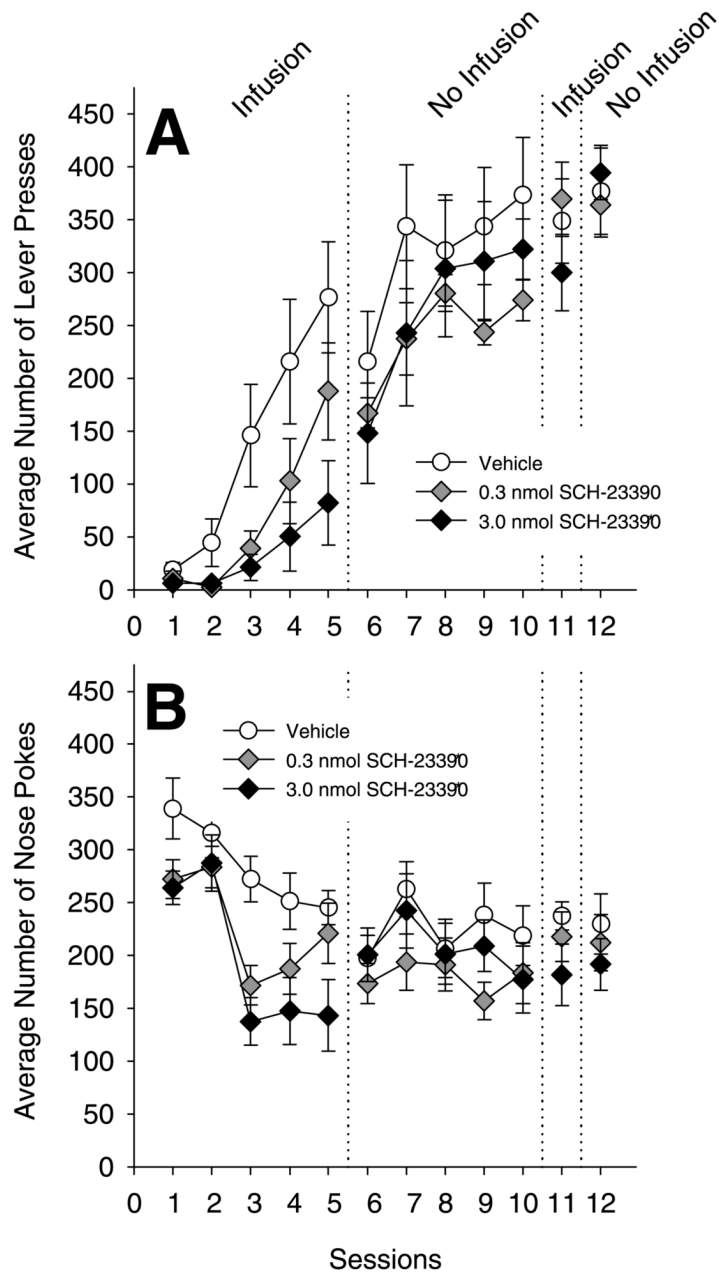 Infusion
No Infusion
Infusion
No Infusion
A
Average Number of Lever Presses
450
400
350
300
250
200
150
100
50
0
Vehicle
0.3 nmol SCH-23390
3.0 nmol SCH-23390*
0 1 2 3 4 5 6 7 8 9 10 11 12
B
Average Number of Nose Pokes
450
400
350
300
250
200
150
100
50
0
Vehicle
0.3 nmol SCH-23390*
3.0 nmol SCH-23390*
0 1 2 3 4 5 6 7 8 9 10 11 12
Sessions